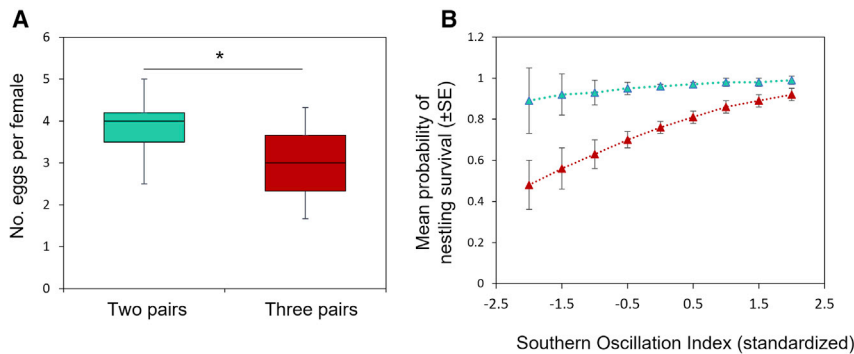 A
No. eggs per female
6
5
4
3
2
1
0
*
Two pairs
Three pairs
B
Mean probability of
nestling survival (±SE)
1.2
1
0.8
0.6
0.4
0.2
0
-2.5
-1.5
-0.5
0.5
1.5
2.5
Southern Oscillation Index (standardized)